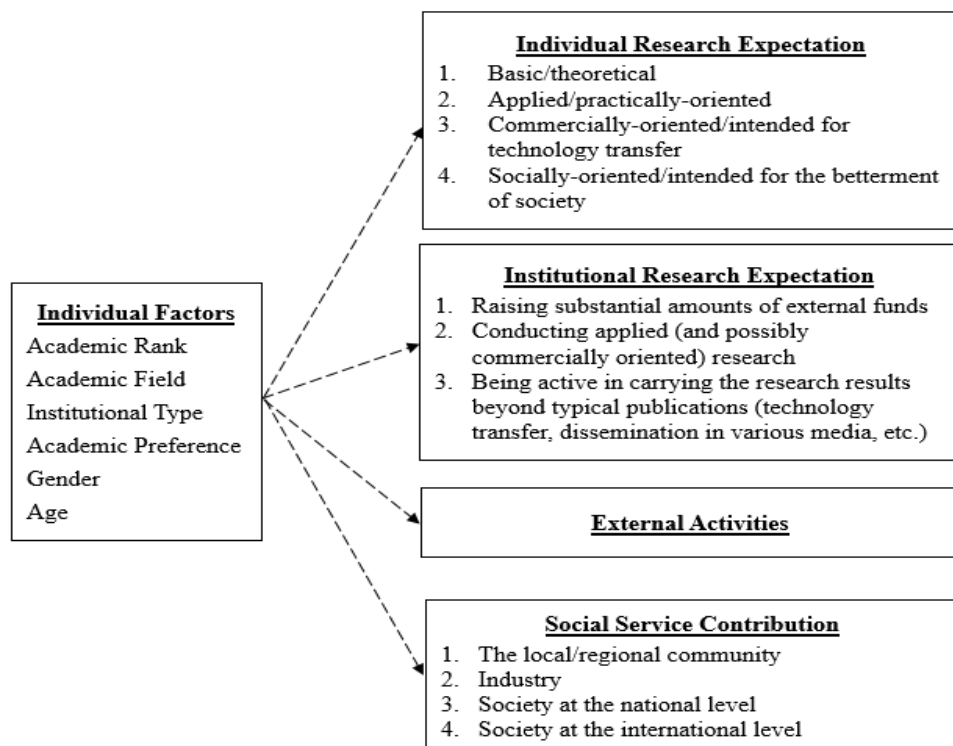 Individual Research Expectation
1. Basic/theoretical
2. Applied/practically-oriented
3. Commercially-oriented/intended for
technology transfer
4. Socially-oriented/intended for the betterment
of society
Individual Factors
Academic Rank
Academic Field
Institutional Type
Academic Preference
Gender
Age
Institutional Research Expectation
1. Raising substantial amounts of external funds
2. Conducting applied (and possibly
commercially oriented) research
3. Being active in carrying the research results
beyond typical publications (technology
transfer, dissemination in various media, etc.)
External Activities
Social Service Contribution
1. The local/regional community
2. Industry
3. Society at the national level
4. Society at the international level